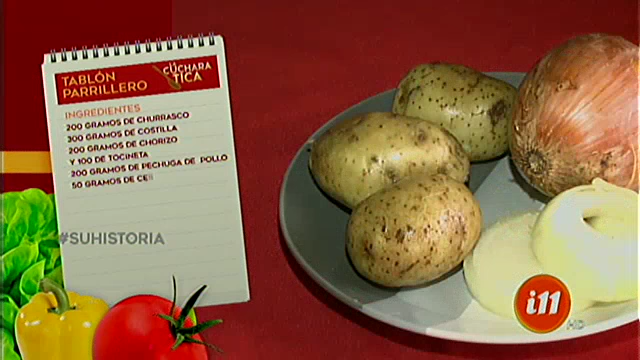 TABLÓN
PARRILLERO
CUCHARA
TICA
INGREDIENTES
200 GRAMOS DE CHURRASCO
300 GRAMOS DE COSTILLA
200 GRAMOS DE CHORIZO
Y 100 DE TOCINETA
200 GRAMOS DE PECHUGA DE POLLO
50 GRAMOS DE CE
#SUHISTORIA
i11
HD